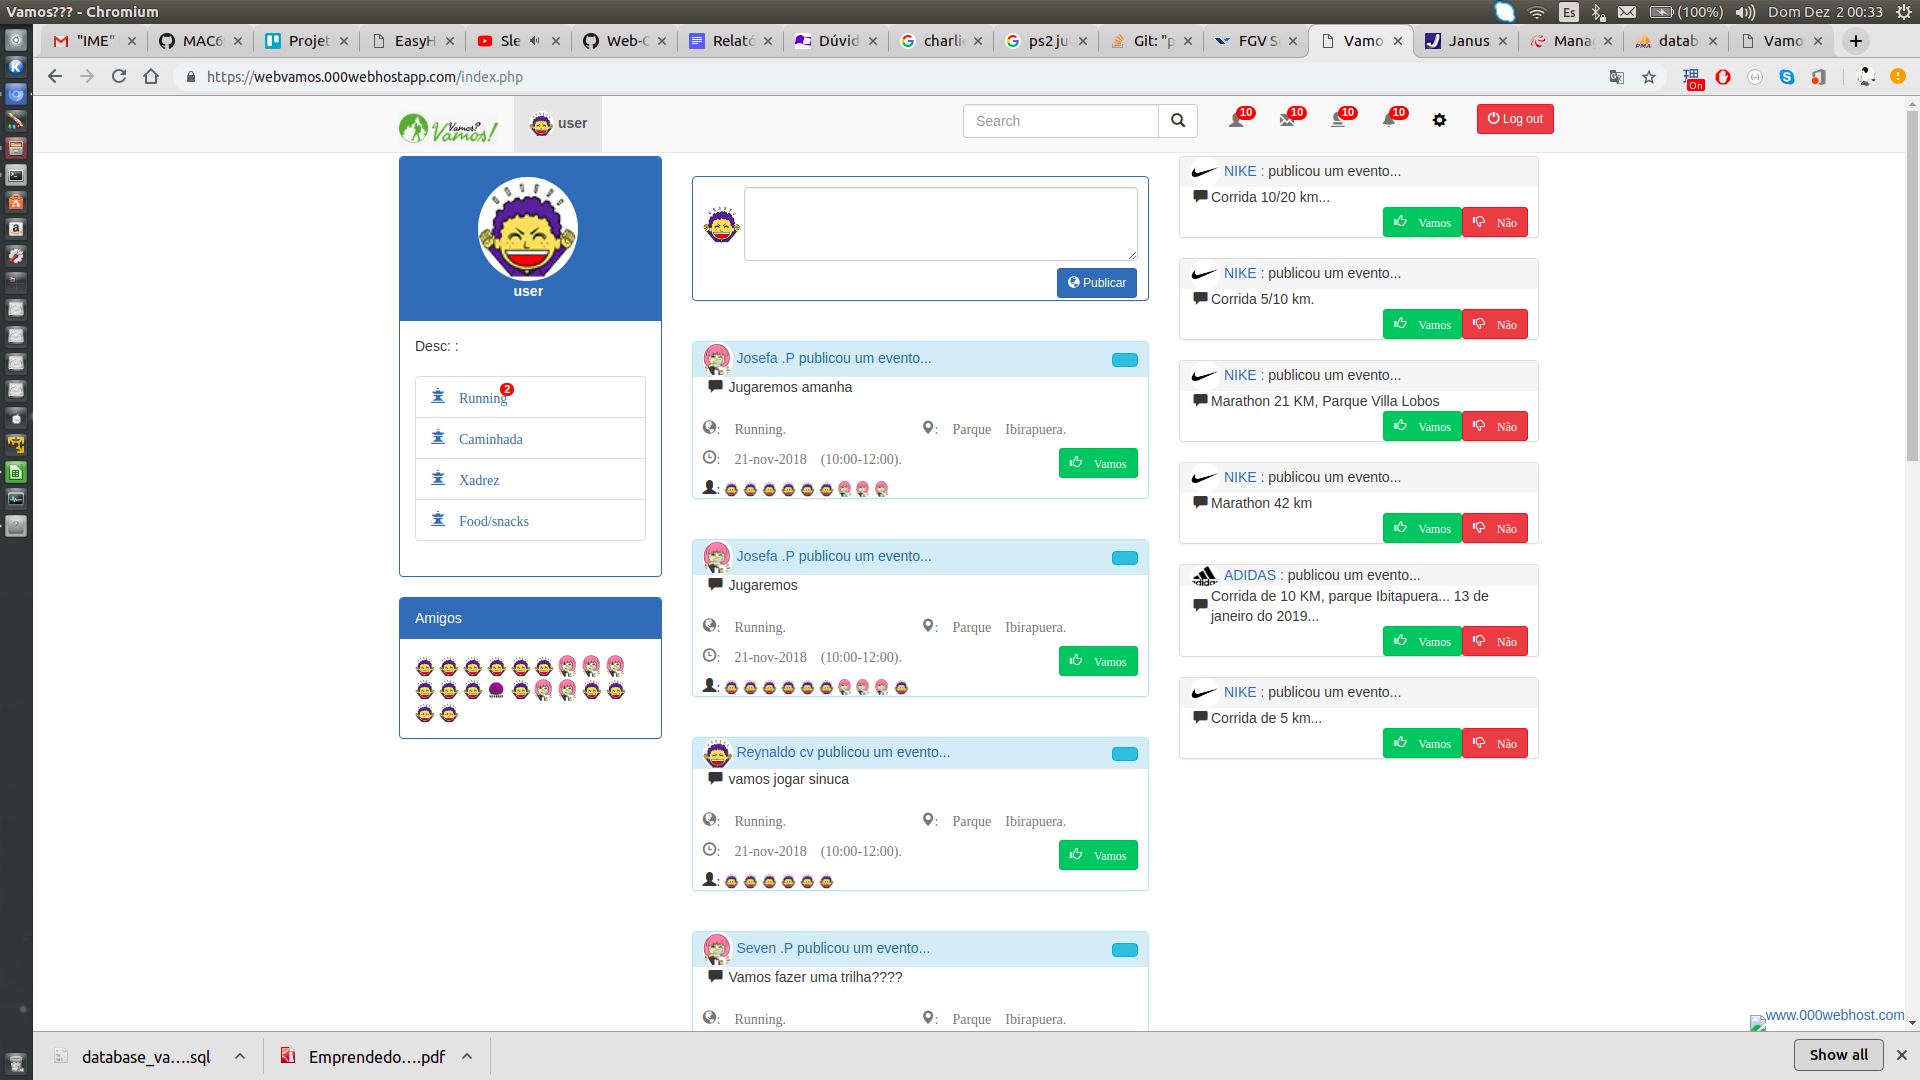 Vamos??? - Chromium
Es
(100%)
Dom Dez 2 00:33
"IME"
MAC6
Projet
EasyH
Sle
Web-C
Relató
Dúvid
charli
ps2 ju
Git: "p
FGV S
Vamo
Janus
Mana
datab
Vamo
https://webvamos.000webhostapp.com/index.php
On
Vamos?
Vamos!
user
Search
10
10
10
10
Log out
user
Desc: :
Running 2
Caminhada
Xadrez
Food/snacks
Amigos
Publicar
Josefa .P publicou um evento...
Jugaremos amanha
: Running.
: Parque Ibirapuera.
: 21-nov-2018 (10:00-12:00).
Vamos
:
Josefa .P publicou um evento...
Jugaremos
: Running.
: Parque Ibirapuera.
: 21-nov-2018 (10:00-12:00).
Vamos
:
Reynaldo cv publicou um evento...
vamos jogar sinuca
: Running.
: Parque Ibirapuera.
: 21-nov-2018 (10:00-12:00).
Vamos
:
Seven .P publicou um evento...
Vamos fazer uma trilha????
: Running.
: Parque Ibirapuera.
NIKE : publicou um evento...
Corrida 10/20 km...
Vamos Não
NIKE : publicou um evento...
Corrida 5/10 km.
Vamos Não
NIKE : publicou um evento...
Marathon 21 KM, Parque Villa Lobos
Vamos Não
NIKE : publicou um evento...
Marathon 42 km
Vamos Não
adidas
ADIDAS : publicou um evento...
Corrida de 10 KM, parque Ibitapuera... 13 de
janeiro do 2019...
Vamos Não
NIKE : publicou um evento...
Corrida de 5 km...
Vamos Não
www.000webhost.com
database_va....sql
Emprendedo....pdf
Show all